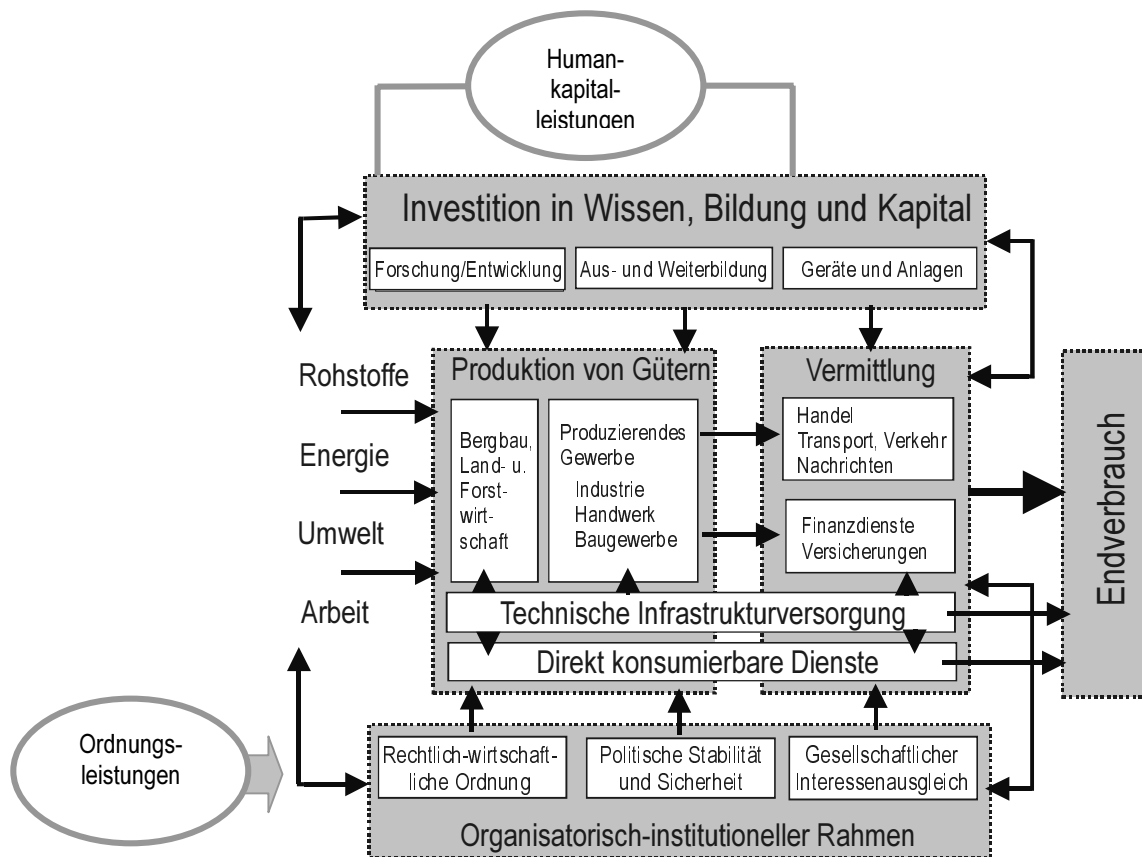 Human-
kapital-
leistungen
Investition in Wissen, Bildung und Kapital
Forschung/Entwicklung
Aus- und Weiterbildung
Geräte und Anlagen
Rohstoffe
Energie
Umwelt
Arbeit
Produktion von Gütern
Bergbau,
Land- u.
Forst-
wirt-
schaft
Produzierendes
Gewerbe
Industrie
Handwerk
Baugewerbe
Vermittlung
Handel
Transport, Verkehr
Nachrichten
Finanzdienste
Versicherungen
Technische Infrastrukturversorgung
Direkt konsumierbare Dienste
Endverbrauch
Ordnungs-
leistungen
Rechtlich-wirtschaft-
liche Ordnung
Politische Stabilität
und Sicherheit
Gesellschaftlicher
Interessenausgleich
Organisatorisch-institutioneller Rahmen